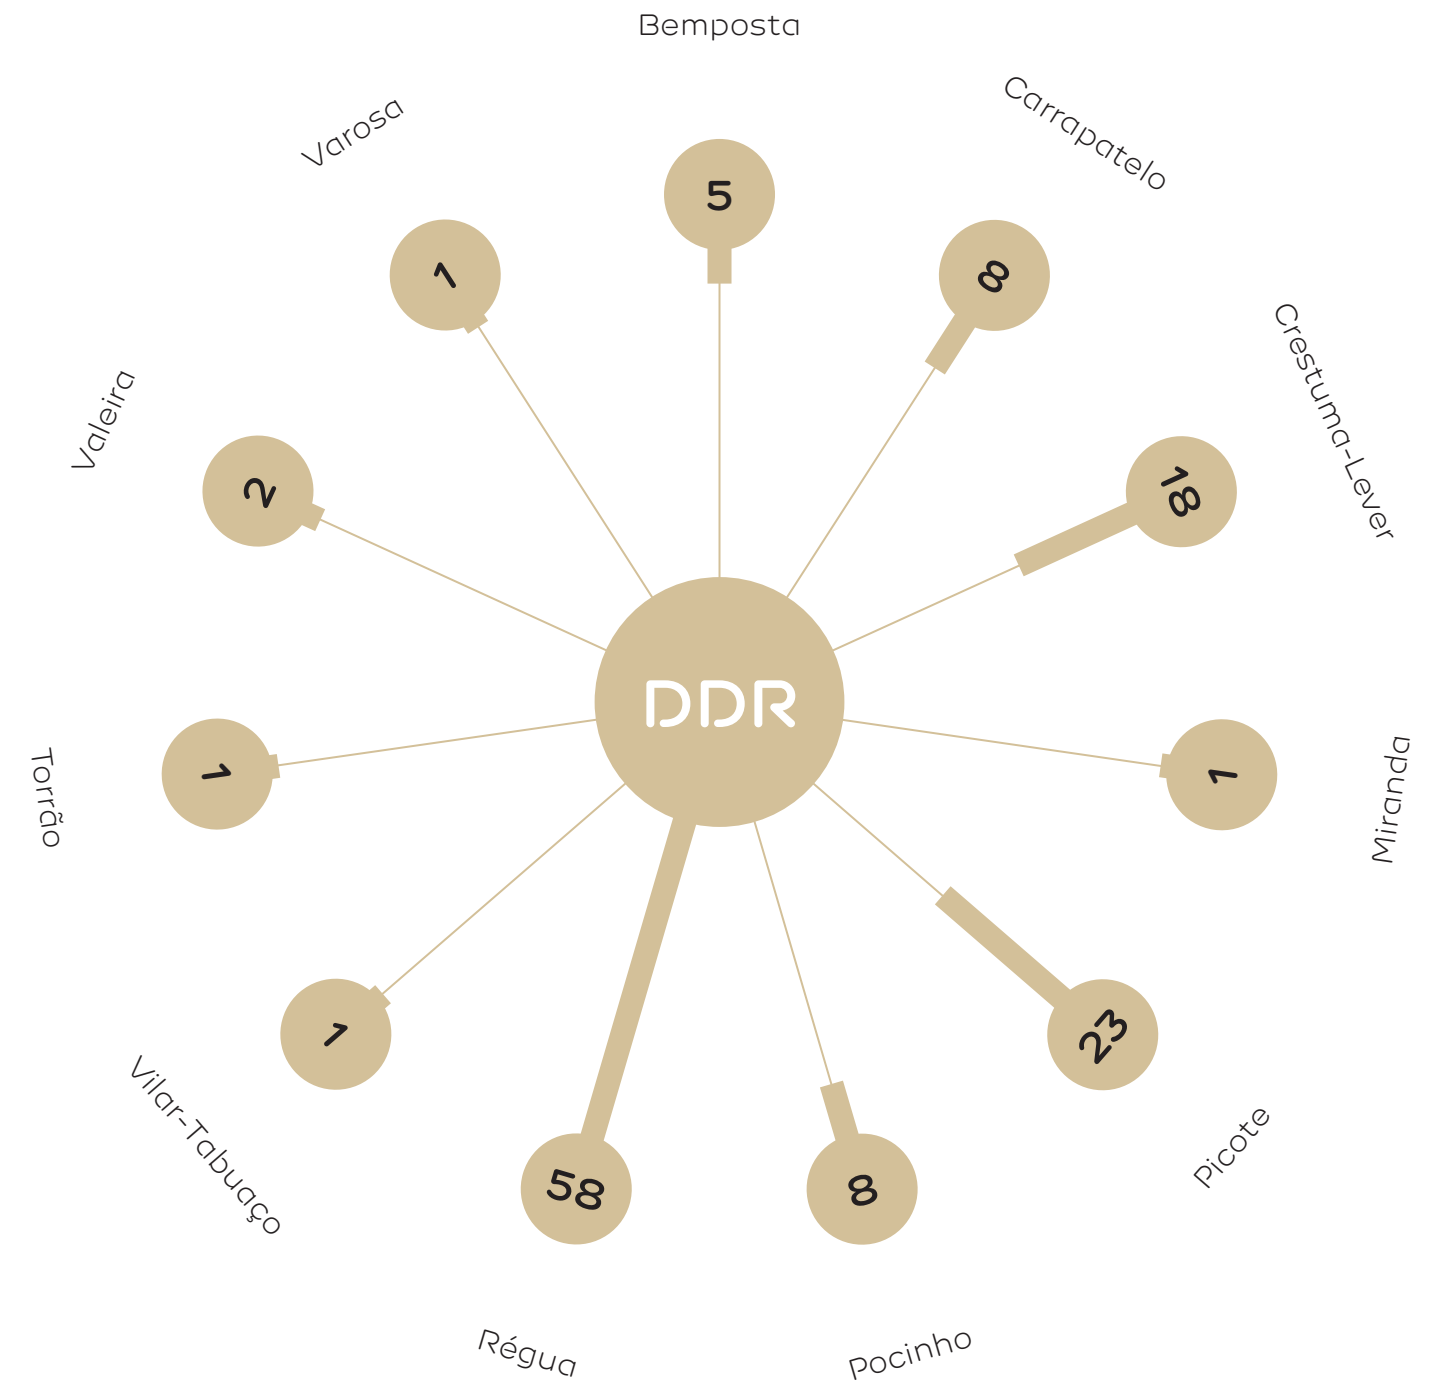 Bemposta
5
Carrapatelo
8
Crestuma-Lever
18
Miranda
1
Picote
23
Pocinho
8
Régua
58
Vilar-Tabuaço
1
Torrão
1
Valeira
2
Varosa
1
DDR